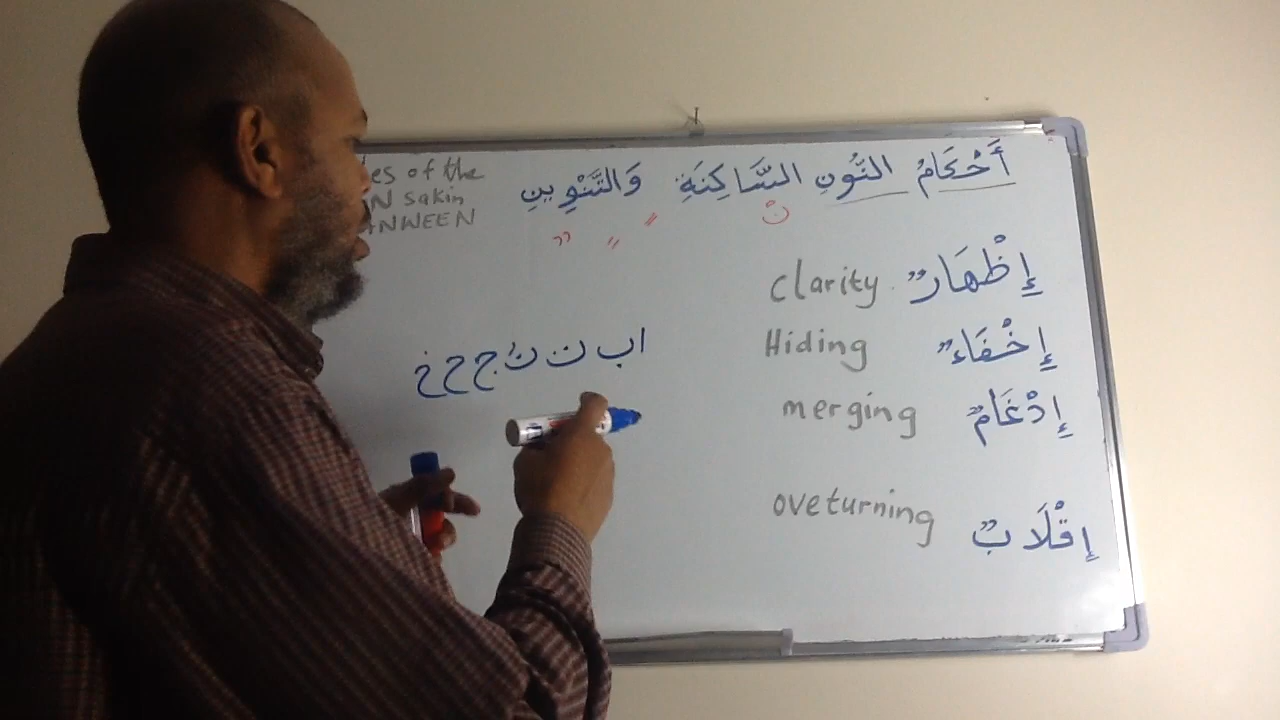 أَحْكَامُ النُّونِ السَّاكِنَةِ وَالتَّنْوِينِ
es of the
N sakin
ANWEEN
نْ
إِظْهَارٌ clarity
إِخْفَاءٌ Hiding
ا ب ت ث ج ح خ
إِدْغَامٌ merging
إِقْلَابٌ oveturning